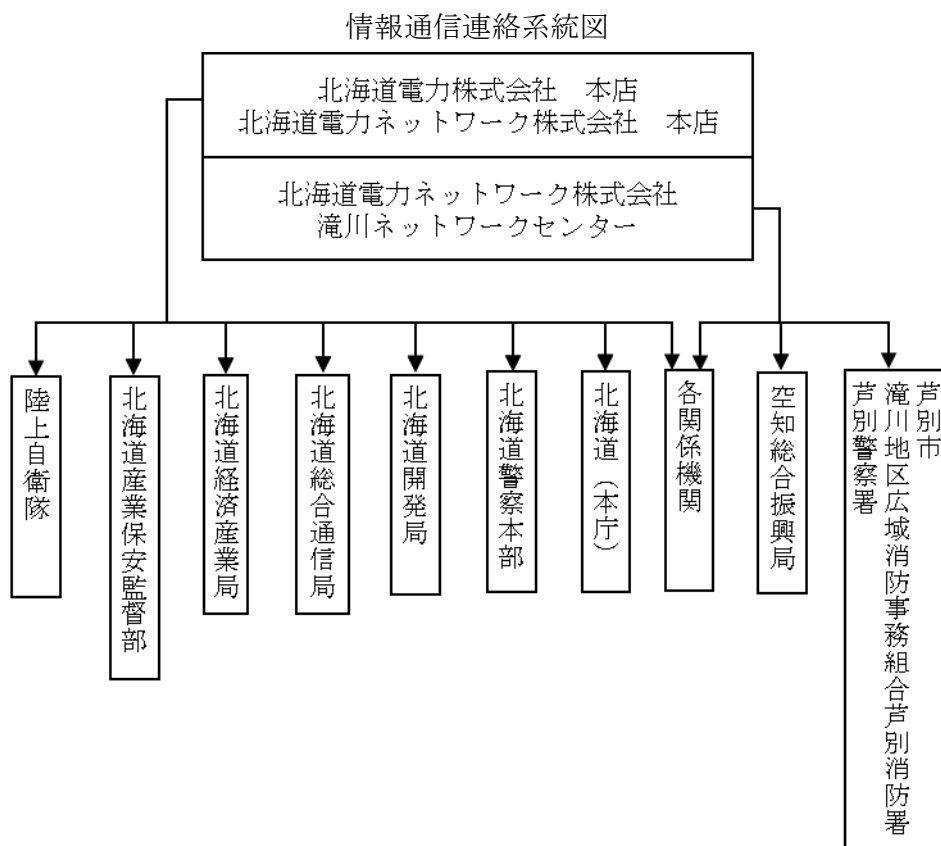 情報通信連絡系統図
北海道電力株式会社　本店
北海道電力ネットワーク株式会社　本店
北海道電力ネットワーク株式会社
滝川ネットワークセンター
陸上自衛隊
北海道産業保安監督部
北海道経済産業局
北海道総合通信局
北海道開発局
北海道警察本部
北海道（本庁）
各関係機関
空知総合振興局
芦別市
滝川地区広域消防事務組合芦別消防署
芦別警察署